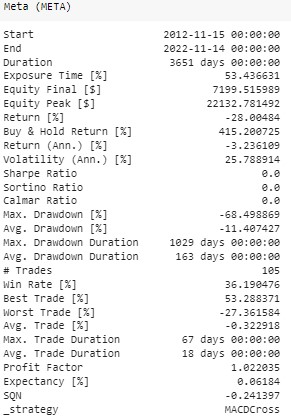 Meta (META)
Start 2012-11-15 00:00:00
End 2022-11-14 00:00:00
Duration 3651 days 00:00:00
Exposure Time [%] 53.436631
Equity Final [$] 7199.515989
Equity Peak [$] 22132.781492
Return [%] -28.00484
Buy & Hold Return [%] 415.200725
Return (Ann.) [%] -3.236109
Volatility (Ann.) [%] 25.788914
Sharpe Ratio 0.0
Sortino Ratio 0.0
Calmar Ratio 0.0
Max. Drawdown [%] -68.498869
Avg. Drawdown [%] -11.407427
Max. Drawdown Duration 1029 days 00:00:00
Avg. Drawdown Duration 163 days 00:00:00
# Trades 105
Win Rate [%] 36.190476
Best Trade [%] 53.288371
Worst Trade [%] -27.361584
Avg. Trade [%] -0.322918
Max. Trade Duration 67 days 00:00:00
Avg. Trade Duration 18 days 00:00:00
Profit Factor 1.022035
Expectancy [%] 0.06184
SQN -0.241397
_strategy MACDCross